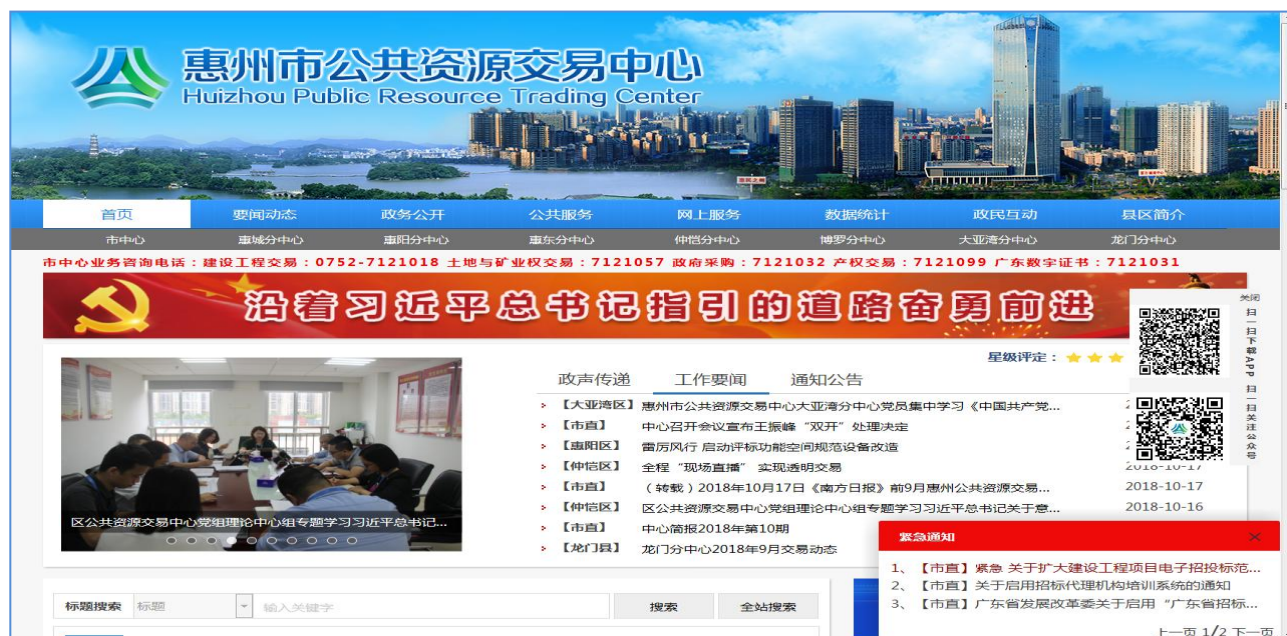 惠州市公共资源交易中心
Huizhou Public Resource Trading Center
首页 要闻动态 政务公开 公共服务 网上服务 数据统计 政民互动 县区简介
市中心 惠城分中心 惠阳分中心 惠东分中心 仲恺分中心 博罗分中心 大亚湾分中心 龙门分中心
市中心业务咨询电话：建设工程交易：0752-7121018 土地与矿业权交易：7121057 政府采购：7121032 产权交易：7121099 广东数字证书：7121031
沿着习近平总书记指引的道路奋勇前进
关闭
扫一扫下载APP
扫一扫关注公众号
星级评定：
政声传递 工作要闻 通知公告
【大亚湾区】惠州市公共资源交易中心大亚湾分中心党员集中学习《中国共产党...
【市直】 中心召开会议宣布王振峰“双开”处理决定
【惠阳区】 雷厉风行 启动评标功能空间规范设备改造
【仲恺区】 全程“现场直播” 实现透明交易 2018-10-17
【市直】 （转载）2018年10月17日《南方日报》前9月惠州公共资源交易... 2018-10-17
【仲恺区】 区公共资源交易中心党组理论中心组专题学习习近平总书记关于意... 2018-10-16
【市直】 中心简报2018年第10期
【龙门县】 龙门分中心2018年9月交易动态
区公共资源交易中心党组理论中心组专题学习习近平总书记...
紧急通知 ×
1、【市直】紧急 关于扩大建设工程项目电子招投标范...
2、【市直】关于启用招标代理机构培训系统的通知
3、【市直】广东省发展改革委关于启用“广东省招标...
上一页 1/2 下一页
标题搜索 标题 输入关键字 搜索 全站搜索